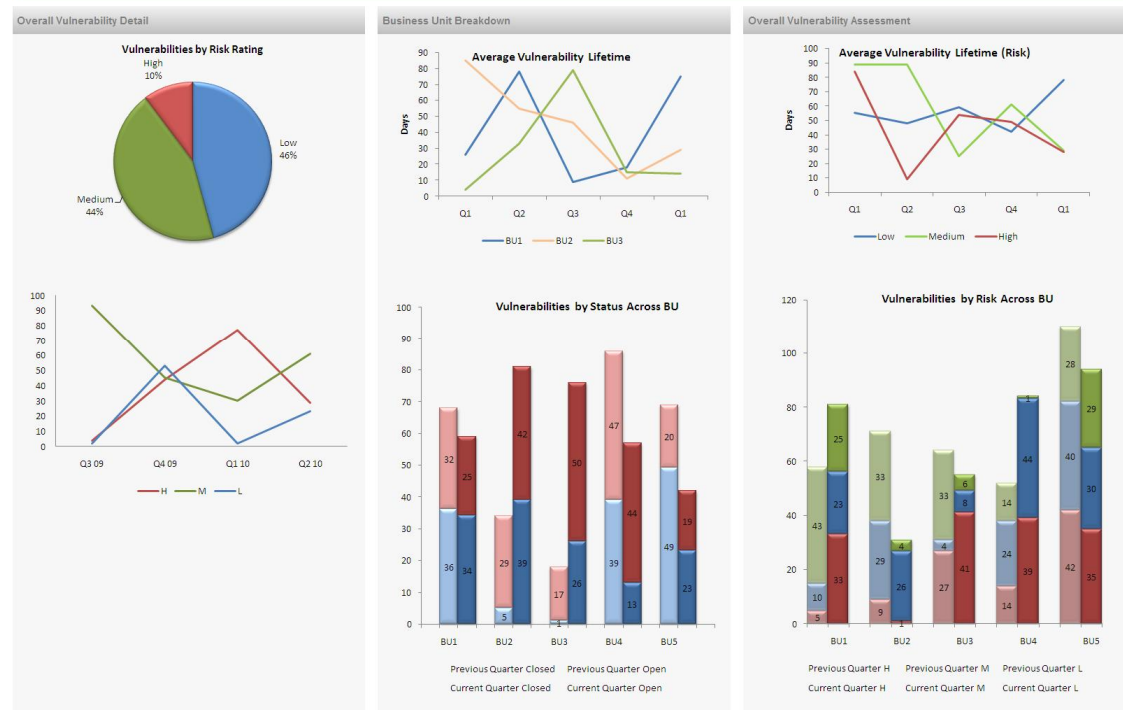 Overall Vulnerability Detail
Vulnerabilities by Risk Rating
High
10%
Low
46%
Medium
44%
100
90
80
70
60
50
40
30
20
10
0
Q3 09 Q4 09 Q1 10 Q2 10
H M L
Business Unit Breakdown
Average Vulnerability Lifetime
Days
90
80
70
60
50
40
30
20
10
0
Q1 Q2 Q3 Q4 Q1
BU1 BU2 BU3
Vulnerabilities by Status Across BU
100
90
80
70
60
50
40
30
20
10
0
32 25 29 42 17 50 47 44 20 19
36 34 5 39 1 26 39 13 49 23
BU1 BU2 BU3 BU4 BU5
Previous Quarter Closed Previous Quarter Open
Current Quarter Closed Current Quarter Open
Overall Vulnerability Assessment
Average Vulnerability Lifetime (Risk)
Days
100
90
80
70
60
50
40
30
20
10
0
Q1 Q2 Q3 Q4 Q1
Low Medium High
Vulnerabilities by Risk Across BU
120
100
80
60
40
20
0
43 25 33 4 33 6 14 1 28 29
10 23 29 26 4 8 24 44 40 30
5 33 9 1 27 41 14 39 42 35
BU1 BU2 BU3 BU4 BU5
Previous Quarter H Previous Quarter M Previous Quarter L
Current Quarter H Current Quarter M Current Quarter L